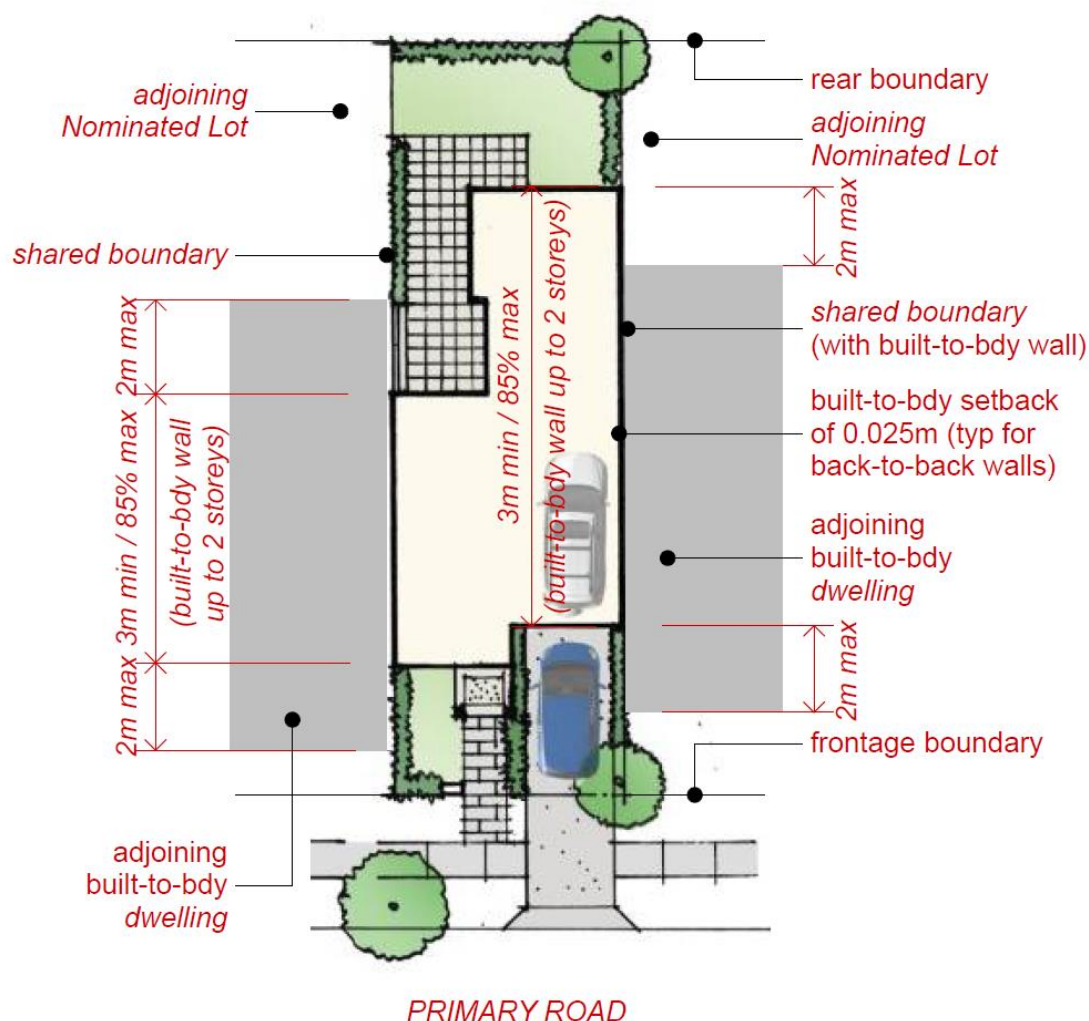 rear boundary
adjoining
Nominated Lot
adjoining
Nominated Lot
2m max
shared boundary
3m min / 85% max
(built-to-bdy wall up to 2 storeys)
shared boundary
(with built-to-bdy wall)
2m max
built-to-bdy setback
of 0.025m (typ for
back-to-back walls)
3m min / 85% max
(built-to-bdy wall
up to 2 storeys)
adjoining
built-to-bdy
dwelling
2m max
2m max
frontage boundary
adjoining
built-to-bdy
dwelling
PRIMARY ROAD